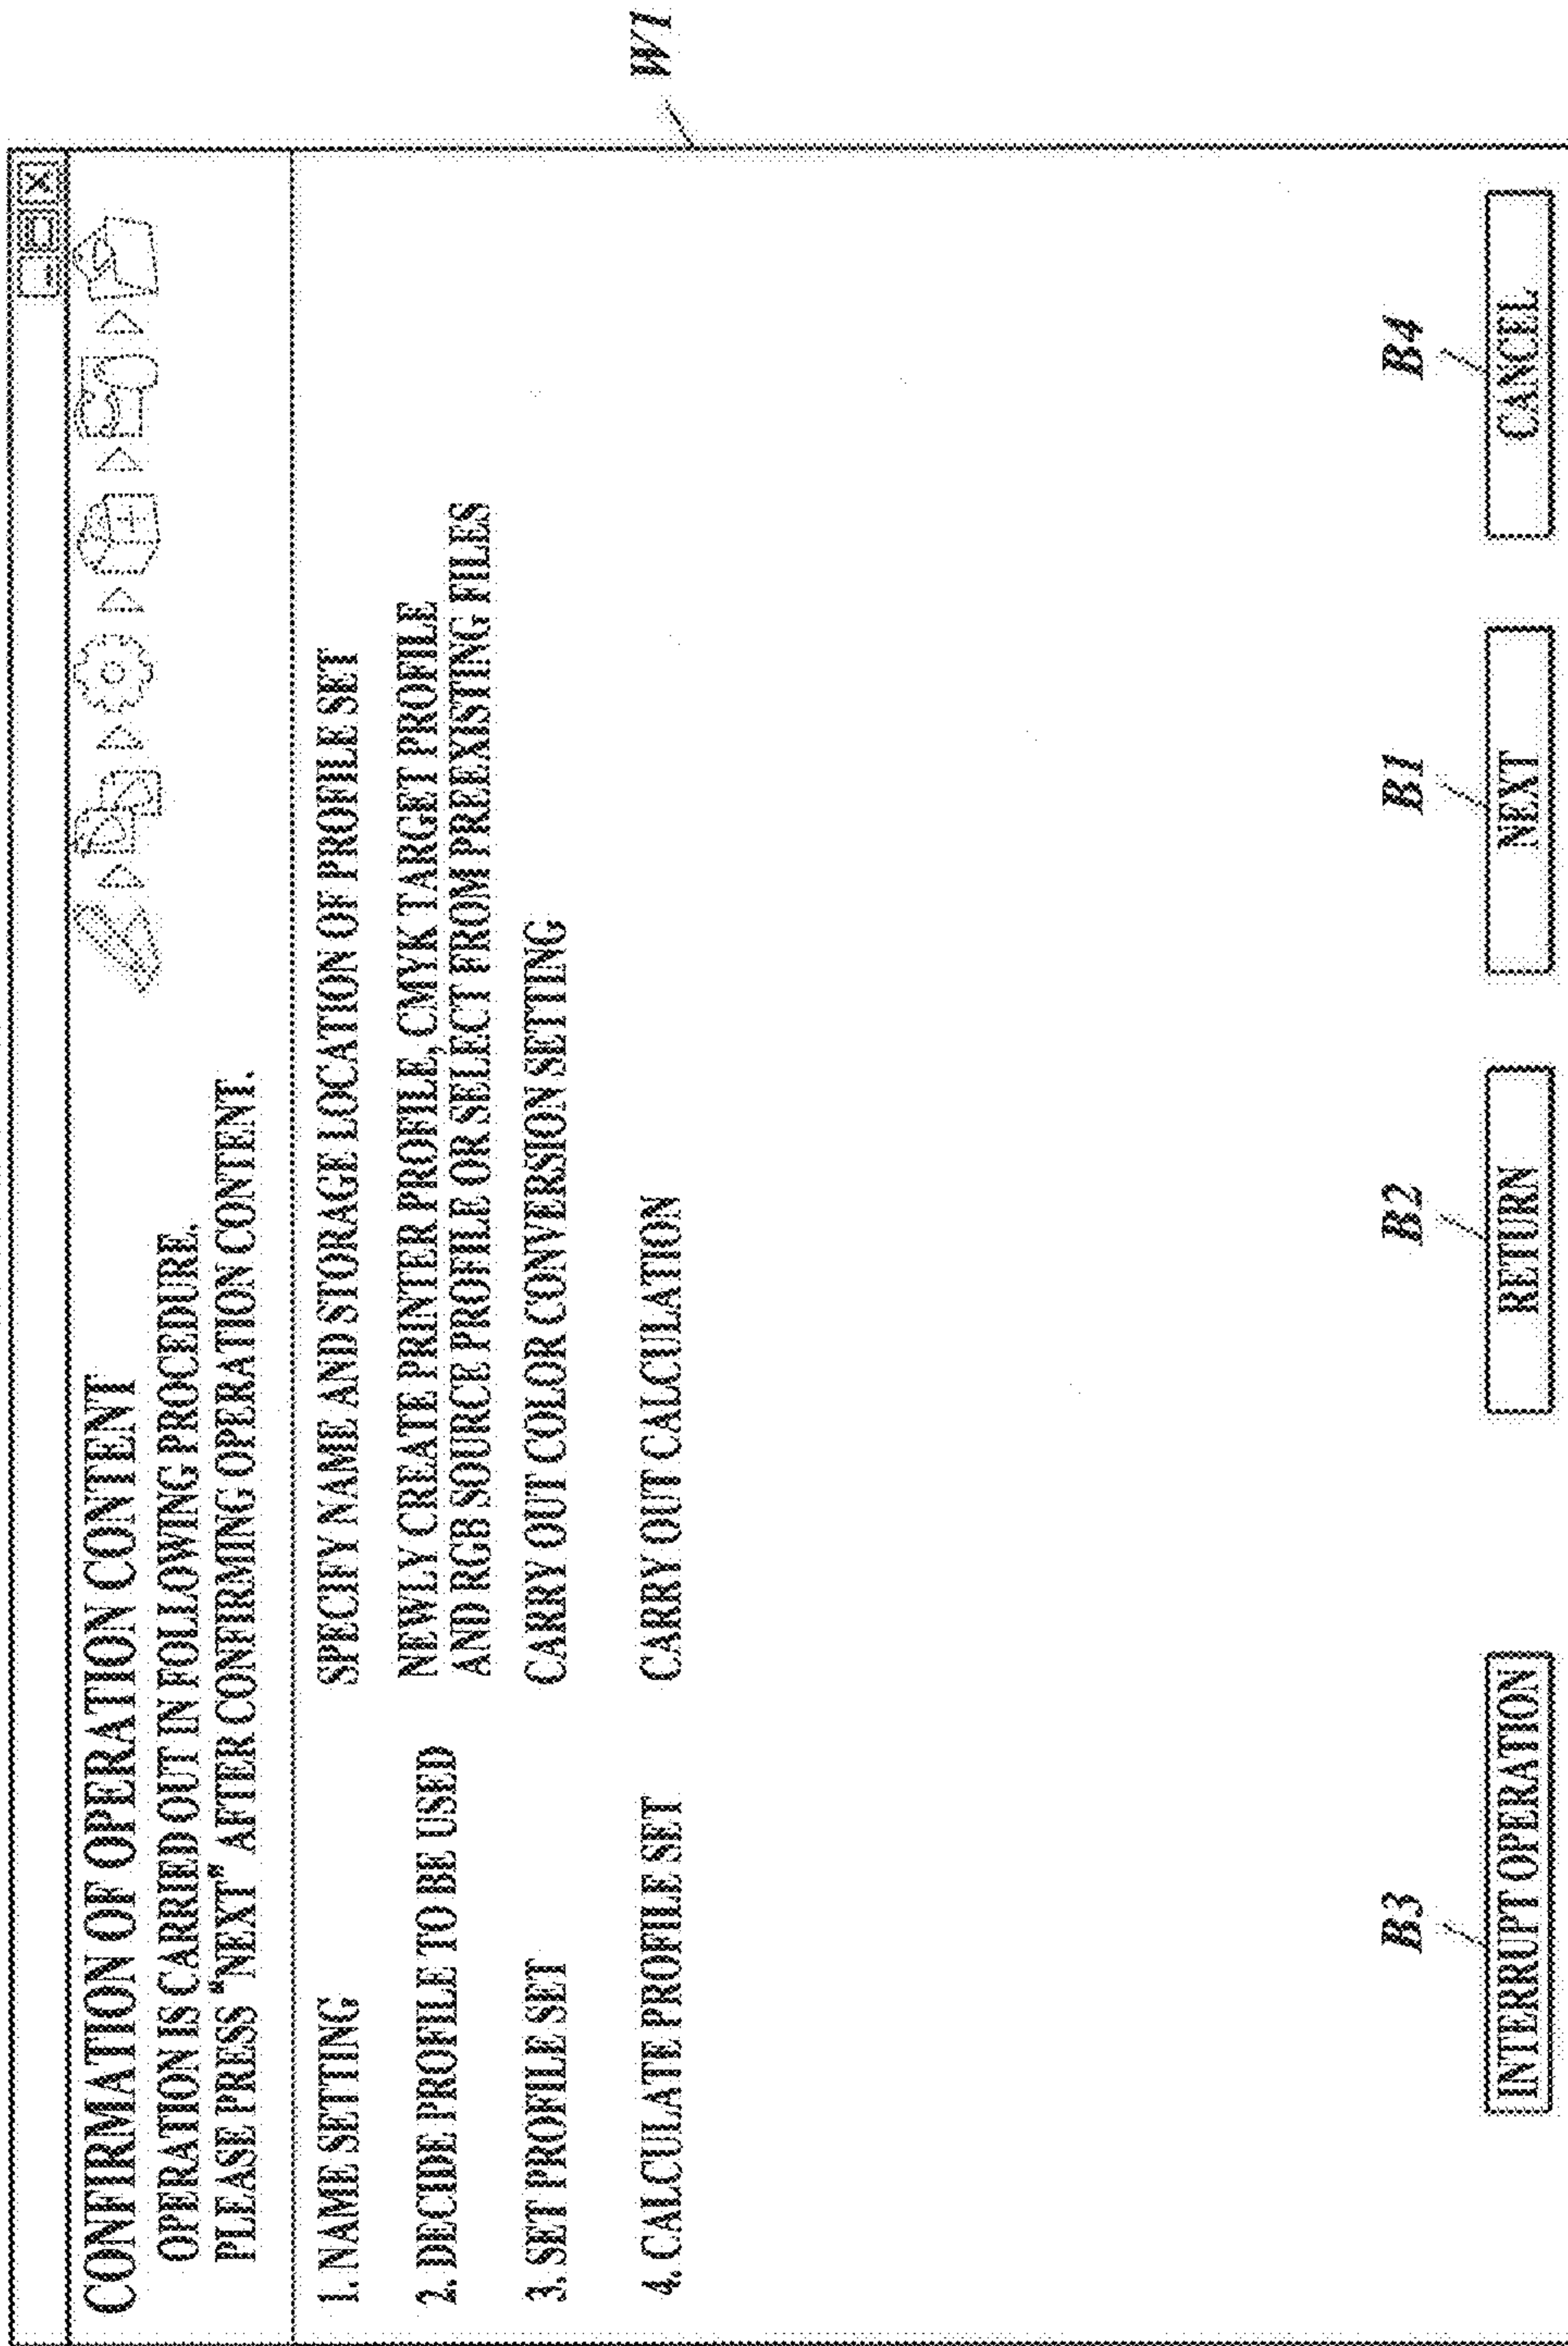 W1
CONFIRMATION OF OPERATION CONTENT
OPERATION IS CARRIED OUT IN FOLLOWING PROCEDURE.
PLEASE PRESS "NEXT" AFTER CONFIRMING OPERATION CONTENT.
1. NAME SETTING SPECIFY NAME AND STORAGE LOCATION OF PROFILE SET
2. DECIDE PROFILE TO BE USED NEWLY CREATE PRINTER PROFILE, CMYK TARGET PROFILE
AND RGB SOURCE PROFILE OR SELECT FROM PREEXISTING FILES
3. SET PROFILE SET CARRY OUT COLOR CONVERSION SETTING
4. CALCULATE PROFILE SET CARRY OUT CALCULATION
B3 B2 B1 B4
INTERRUPT OPERATION RETURN NEXT CANCEL